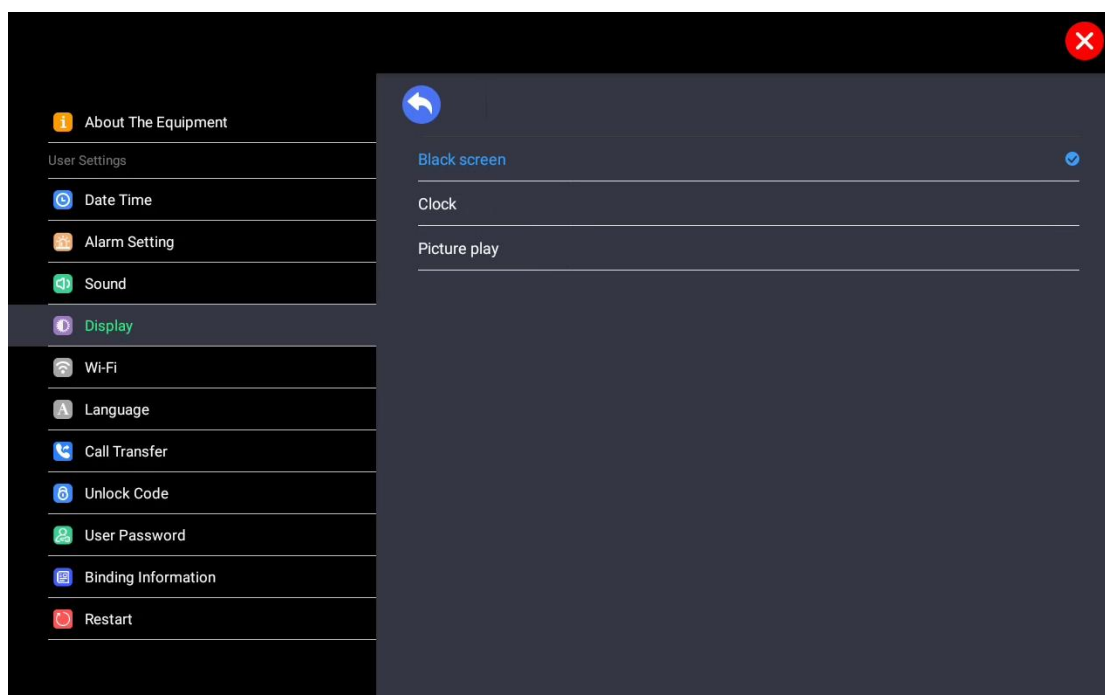 About The Equipment
User Settings
Date Time
Alarm Setting
Sound
Display
Wi-Fi
Language
Call Transfer
Unlock Code
User Password
Binding Information
Restart
Black screen
Clock
Picture play